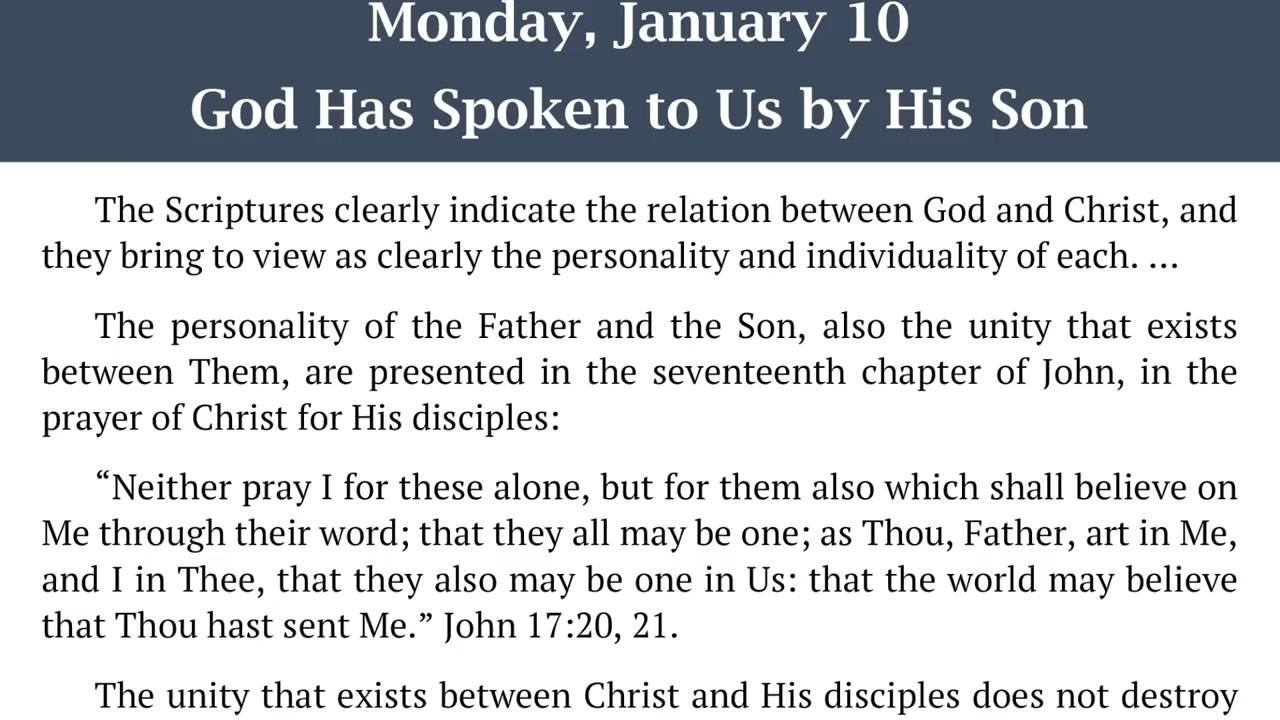 Monday, January 10
God Has Spoken to Us by His Son
The Scriptures clearly indicate the relation between God and Christ, and
they bring to view as clearly the personality and individuality of each. ...
The personality of the Father and the Son, also the unity that exists
between Them, are presented in the seventeenth chapter of John, in the
prayer of Christ for His disciples:
“Neither pray I for these alone, but for them also which shall believe on
Me through their word; that they all may be one; as Thou, Father, art in Me,
and I in Thee, that they also may be one in Us: that the world may believe
that Thou hast sent Me.” John 17:20, 21.
The unity that exists between Christ and His disciples does not destroy